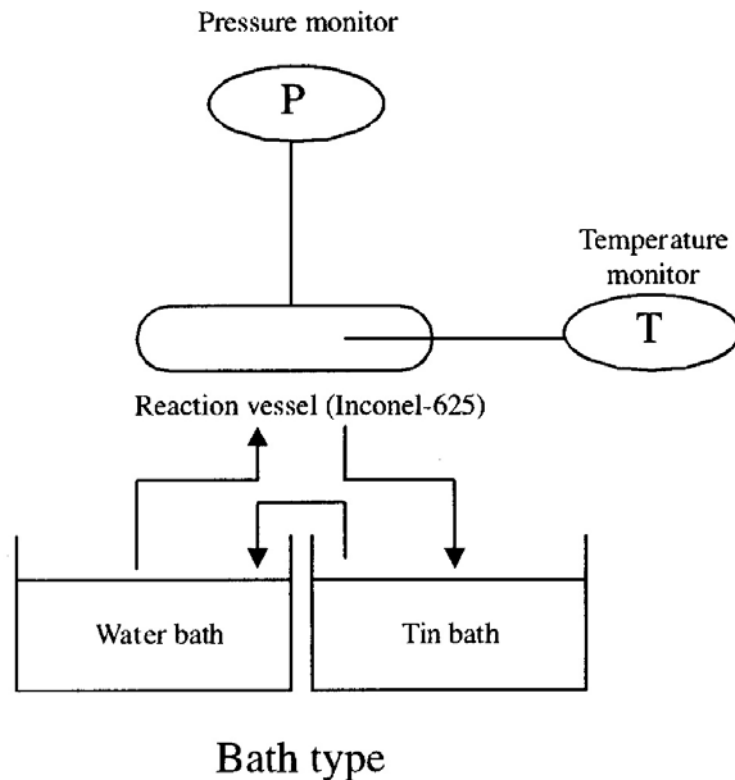 Pressure monitor
P
Temperature
monitor
T
Reaction vessel (Inconel-625)
Water bath
Tin bath
Bath type